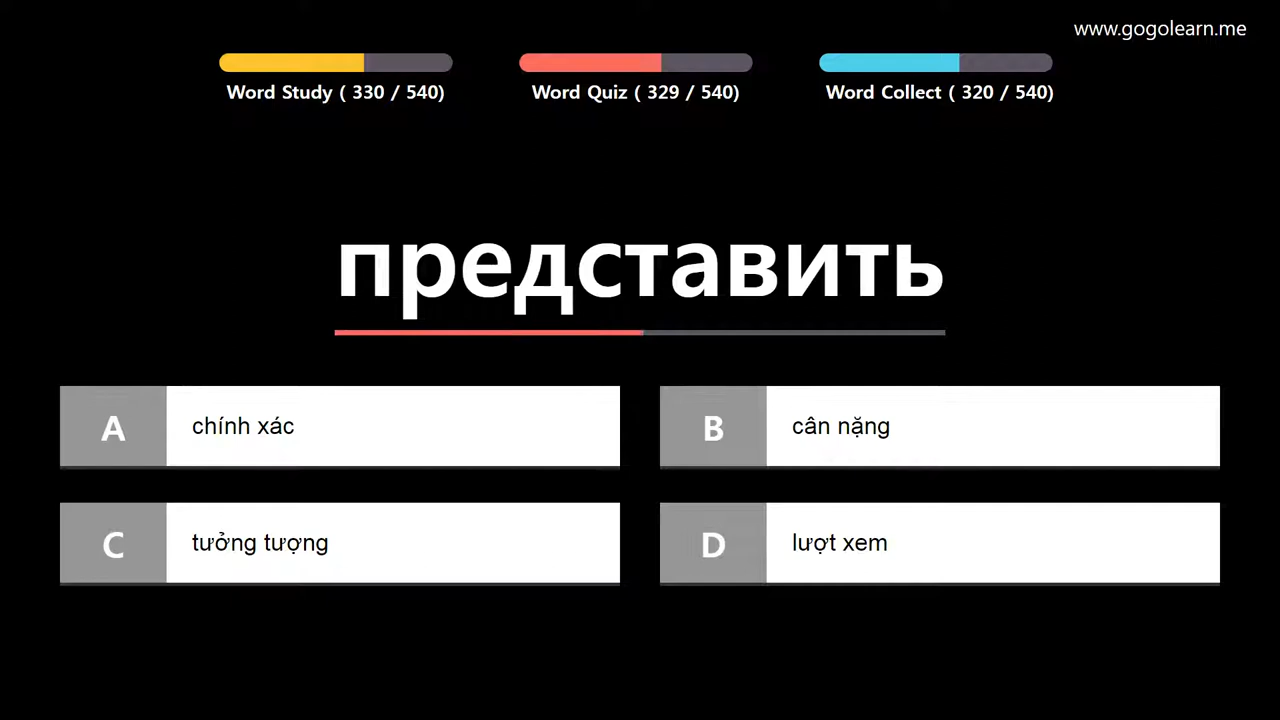 www.gogolearn.me
Word Study ( 330 / 540)
Word Quiz ( 329 / 540)
Word Collect ( 320 / 540)
представить
A chính xác
B cân nặng
C tưởng tượng
D lượt xem